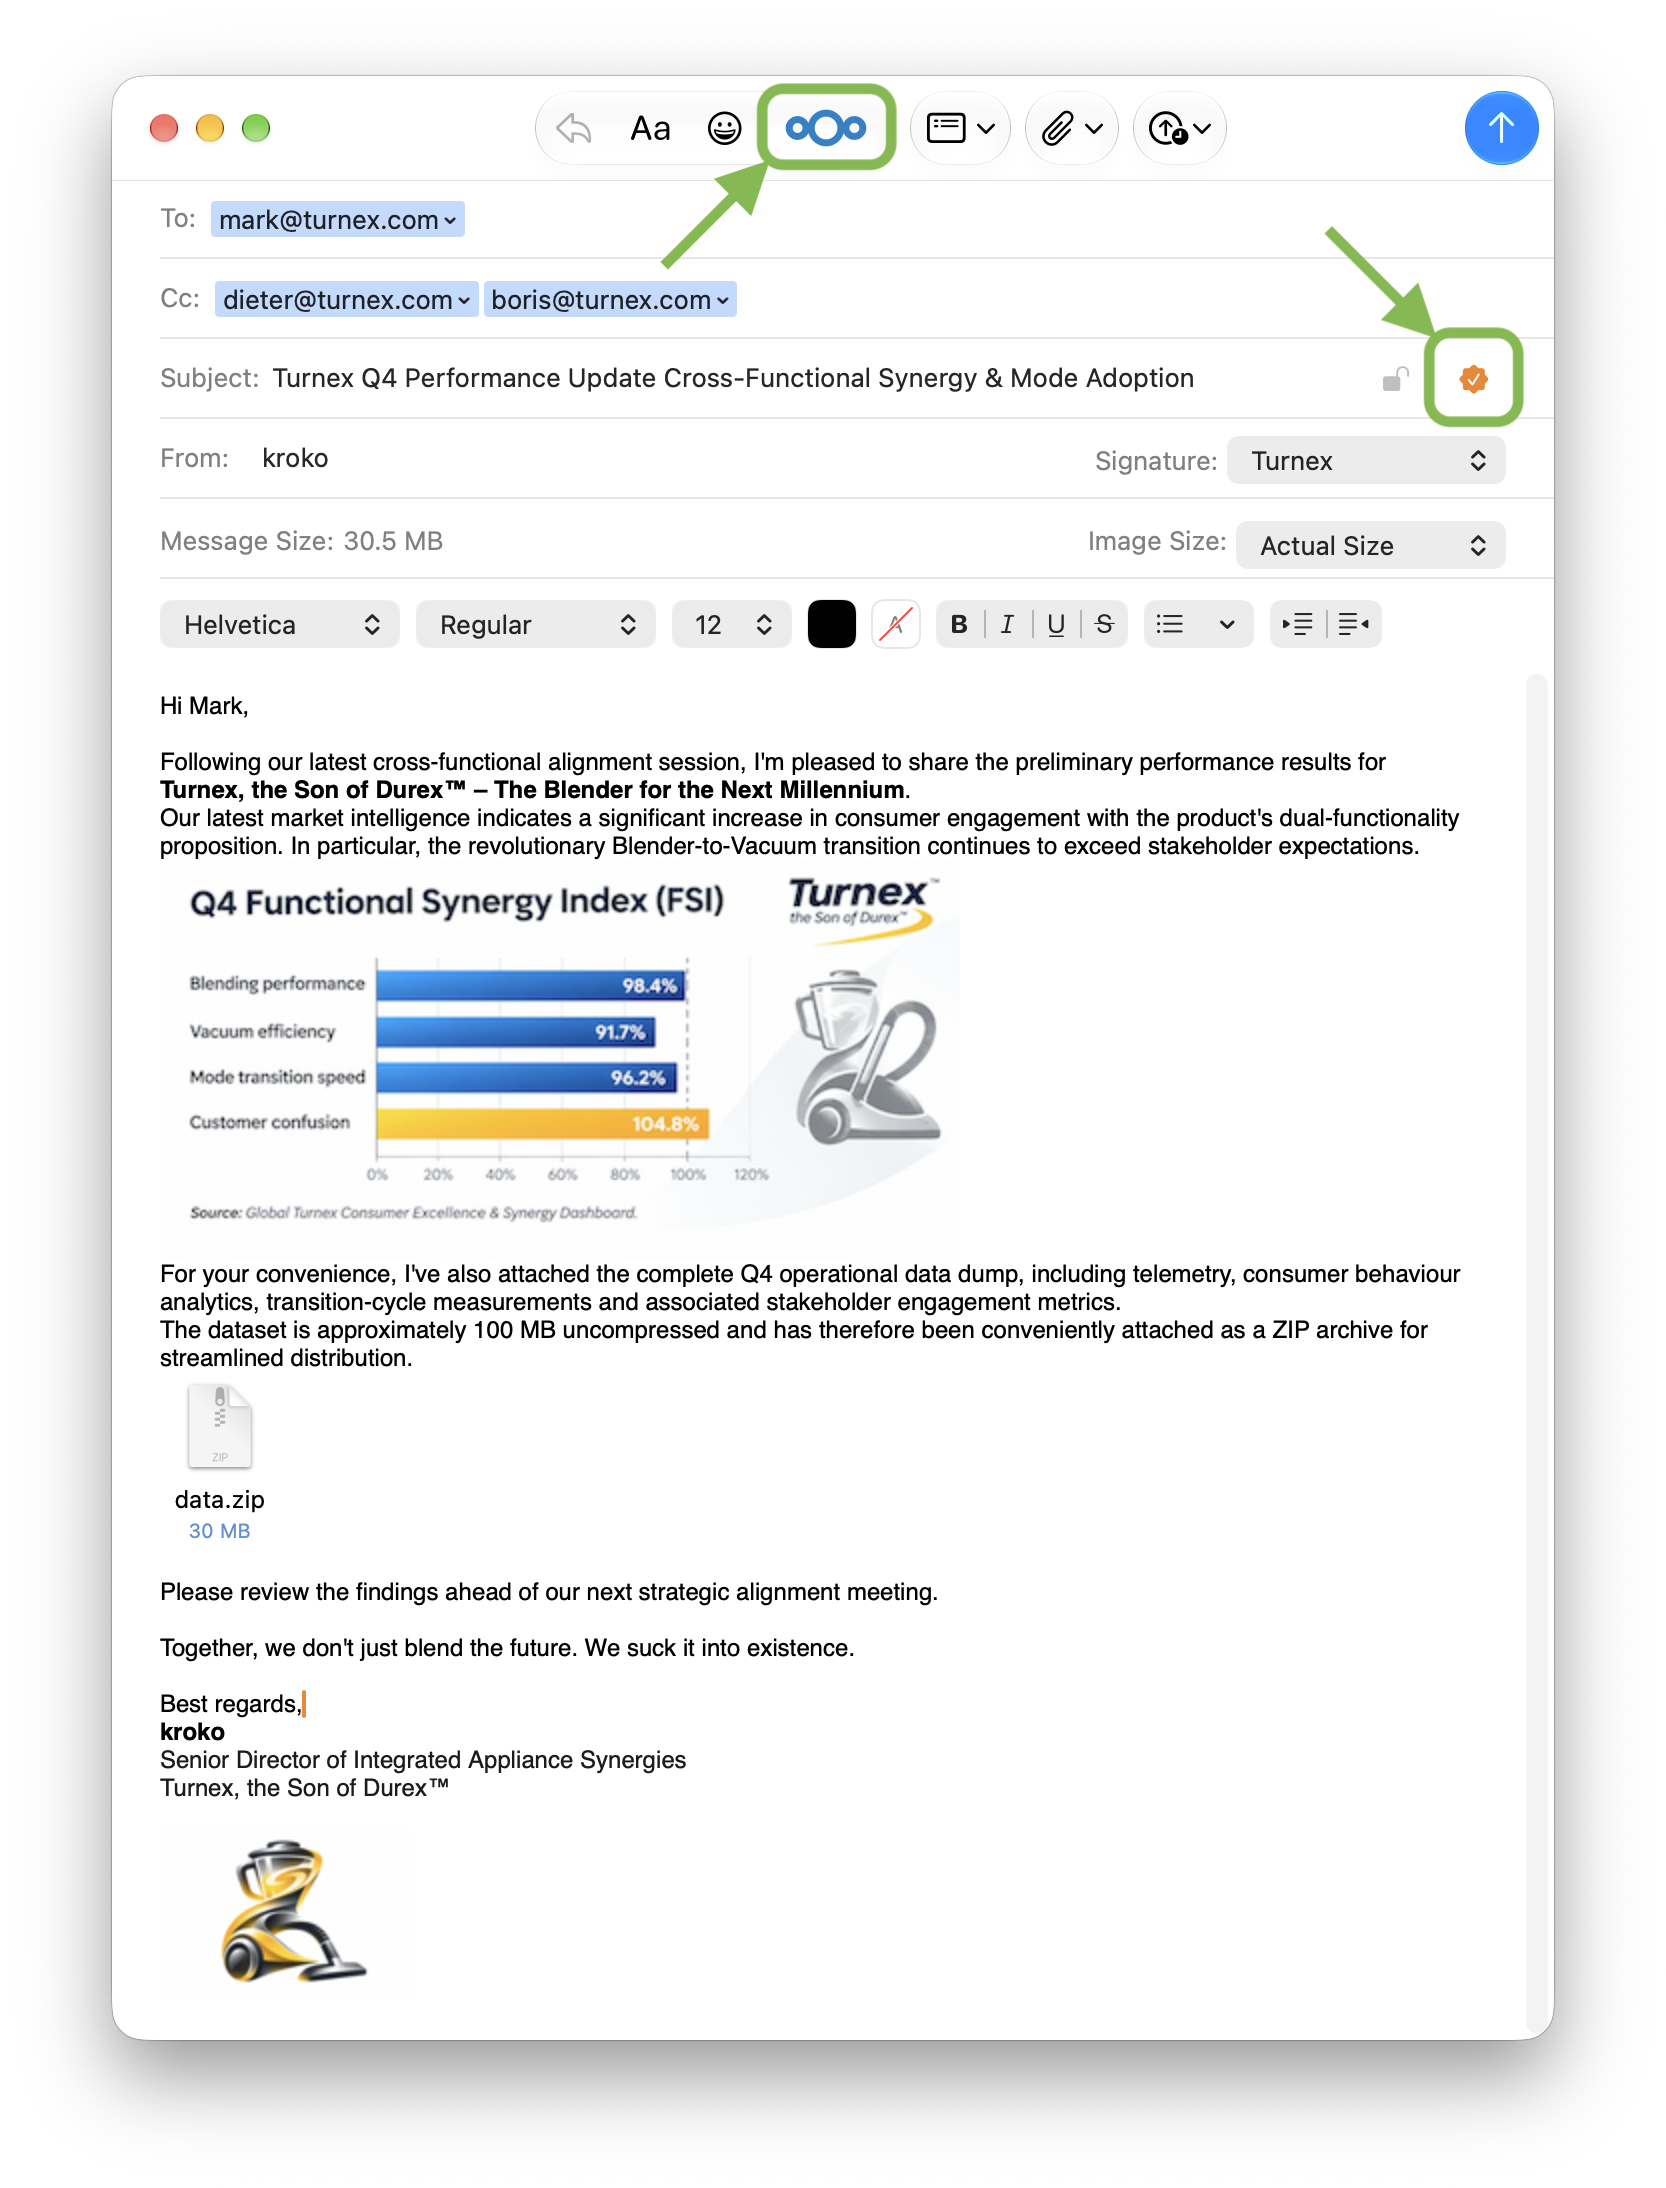 Aa
To: mark@turnex.com
Cc: dieter@turnex.com boris@turnex.com
Subject: Turnex Q4 Performance Update Cross-Functional Synergy & Mode Adoption
From: kroko Signature: Turnex
Message Size: 30.5 MB Image Size: Actual Size
Helvetica Regular 12 A B I U S
Hi Mark,
Following our latest cross-functional alignment session, I'm pleased to share the preliminary performance results for
Turnex, the Son of Durex™ – The Blender for the Next Millennium.
Our latest market intelligence indicates a significant increase in consumer engagement with the product's dual-functionality
proposition. In particular, the revolutionary Blender-to-Vacuum transition continues to exceed stakeholder expectations.
Q4 Functional Synergy Index (FSI)
Turnex™
the Son of Durex™
Blending performance 98.4%
Vacuum efficiency 91.7%
Mode transition speed 96.2%
Customer confusion 104.8%
0% 20% 40% 60% 80% 100% 120%
Source: Global Turnex Consumer Excellence & Synergy Dashboard.
For your convenience, I've also attached the complete Q4 operational data dump, including telemetry, consumer behaviour
analytics, transition-cycle measurements and associated stakeholder engagement metrics.
The dataset is approximately 100 MB uncompressed and has therefore been conveniently attached as a ZIP archive for
streamlined distribution.
ZIP
data.zip
30 MB
Please review the findings ahead of our next strategic alignment meeting.
Together, we don't just blend the future. We suck it into existence.
Best regards,
kroko
Senior Director of Integrated Appliance Synergies
Turnex, the Son of Durex™